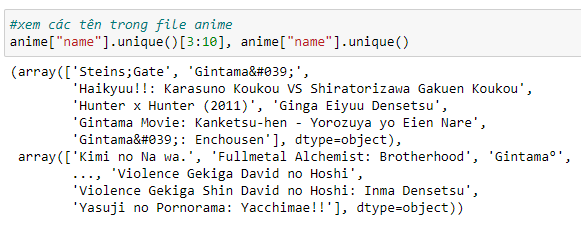 #xem các tên trong file anime
anime["name"].unique()[3:10], anime["name"].unique()
(array(['Steins;Gate', 'Gintama&#039;',
'Haikyuu!!: Karasuno Koukou VS Shiratorizawa Gakuen Koukou',
'Hunter x Hunter (2011)', 'Ginga Eiyuu Densetsu',
'Gintama Movie: Kanketsu-hen - Yorozuya yo Eien Nare',
'Gintama&#039;: Enchousen'], dtype=object),
array(['Kimi no Na wa.', 'Fullmetal Alchemist: Brotherhood', 'Gintama°',
..., 'Violence Gekiga David no Hoshi',
'Violence Gekiga Shin David no Hoshi: Inma Densetsu',
'Yasuji no Pornorama: Yacchimae!!'], dtype=object))